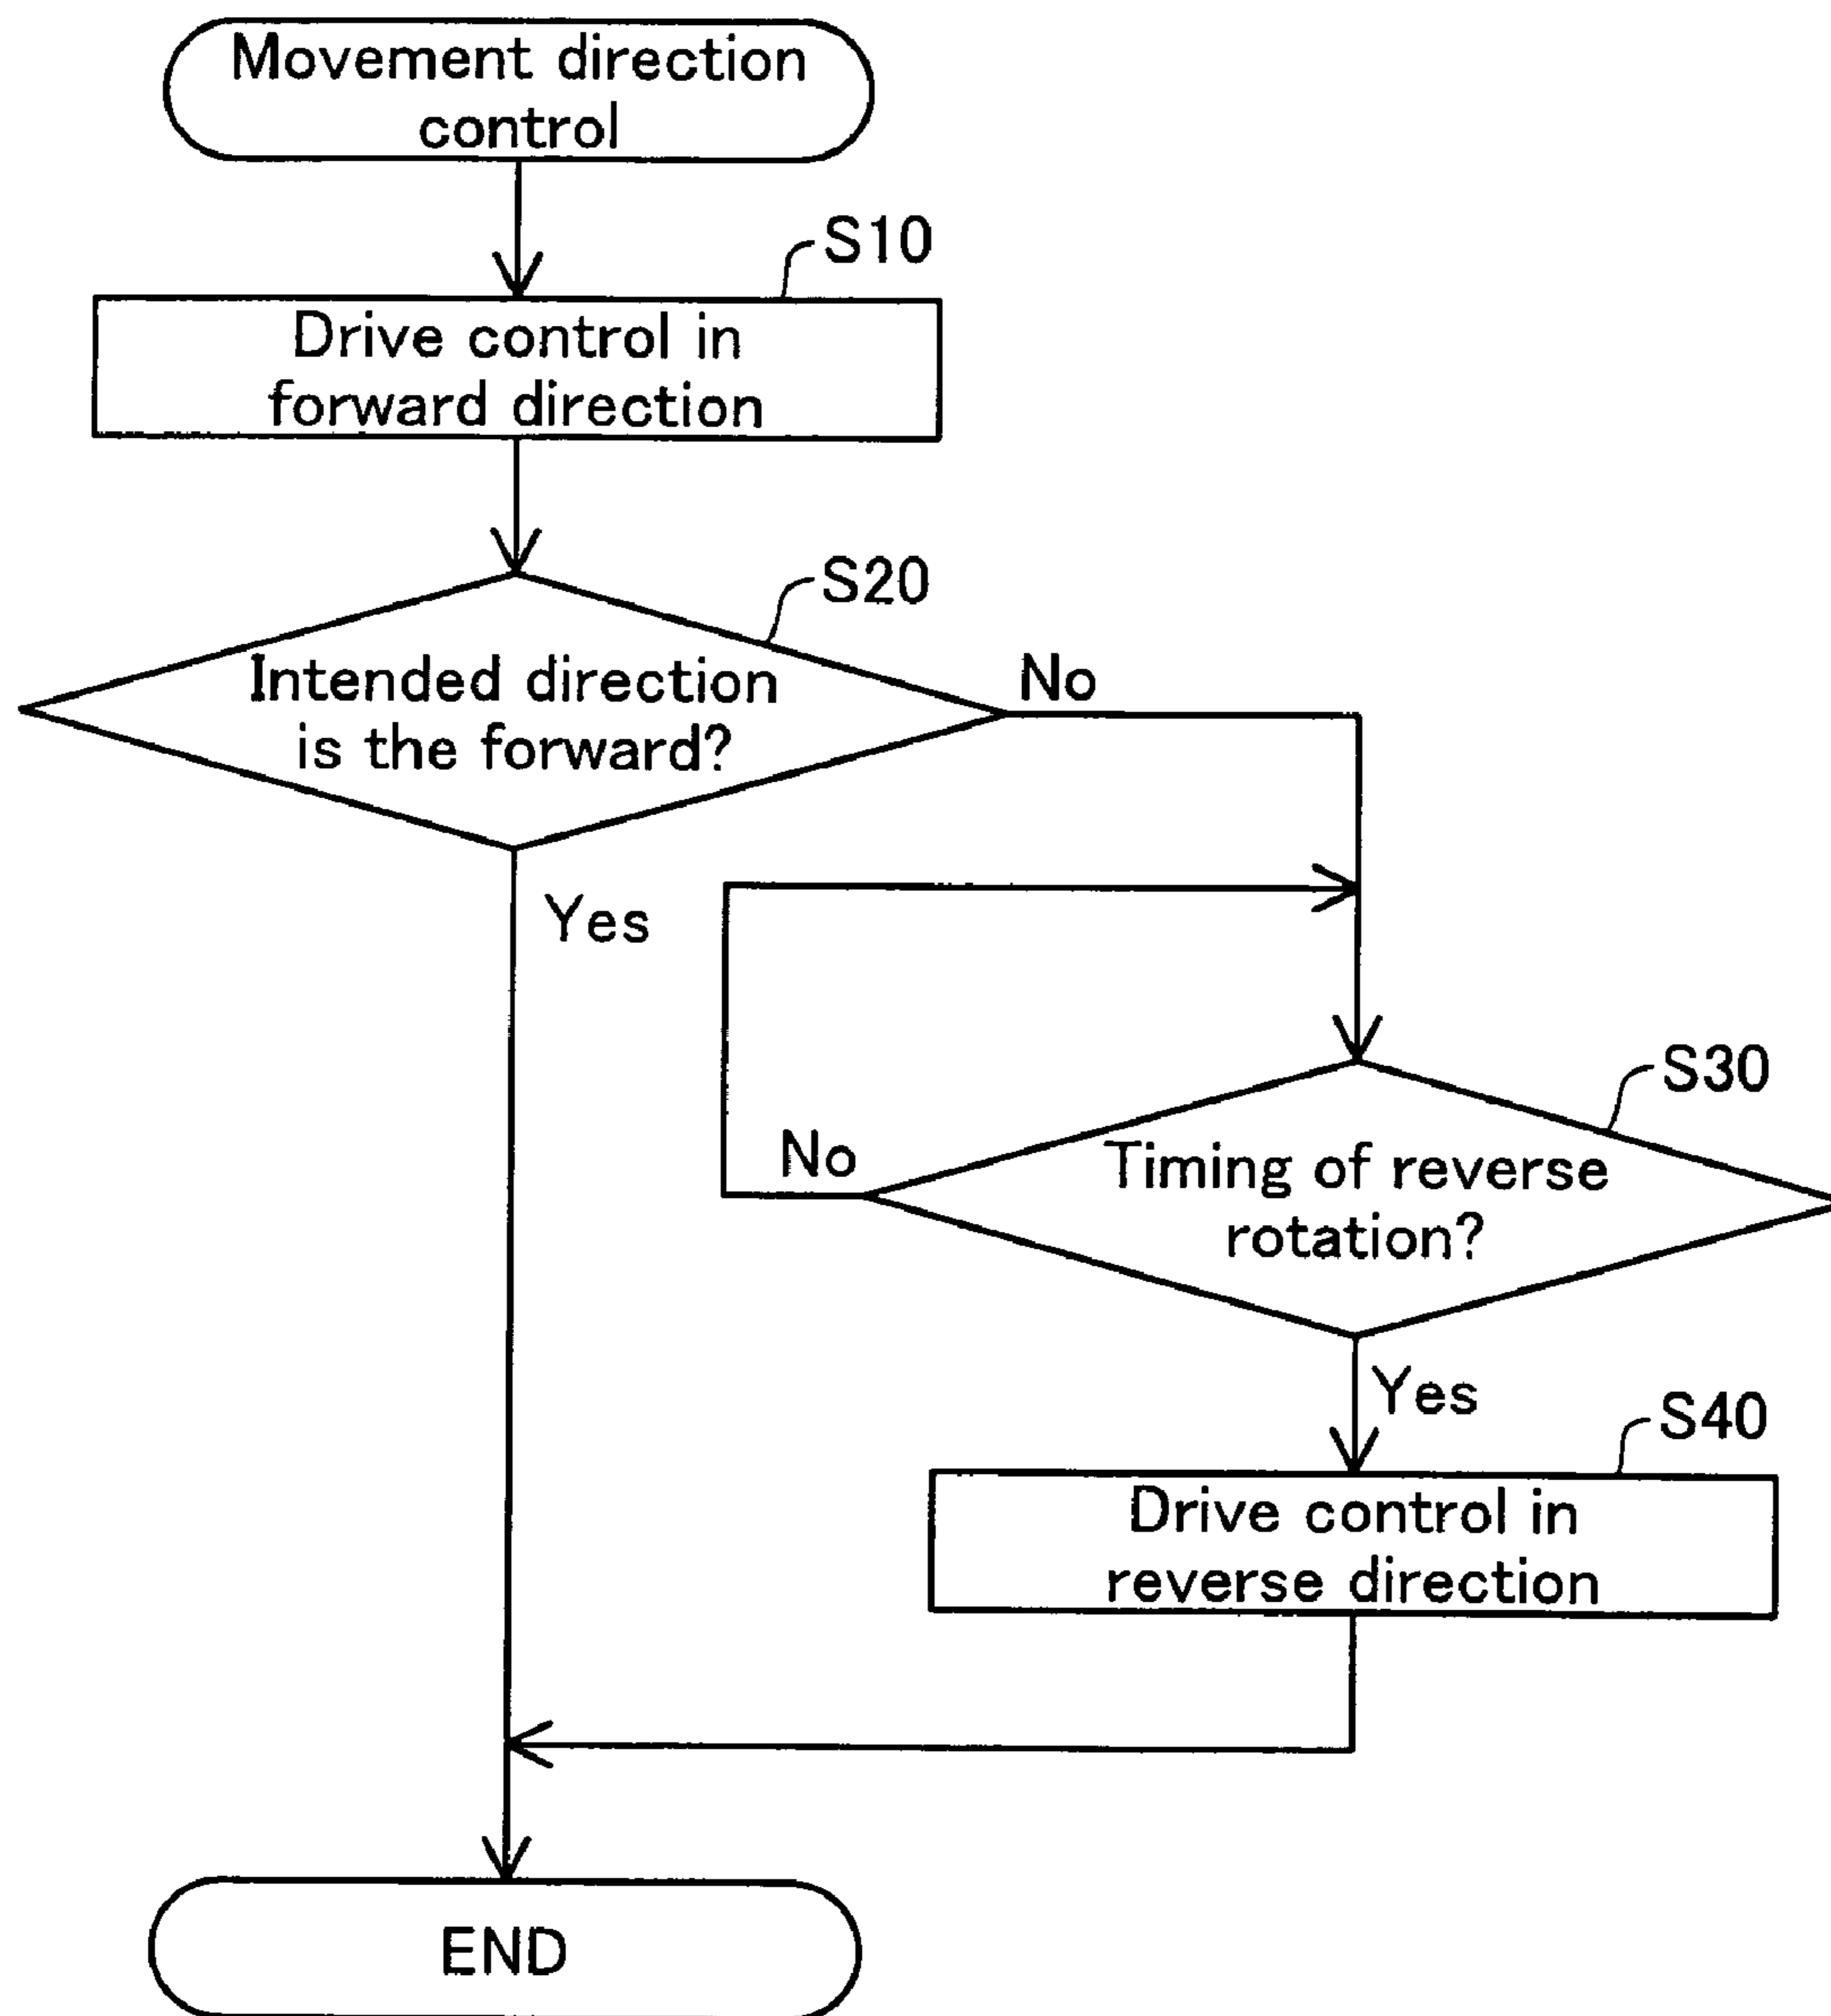 Movement direction
control
S10
Drive control in
forward direction
S20
Intended direction
is the forward?
No
Yes
S30
Timing of reverse
rotation?
No
Yes
S40
Drive control in
reverse direction
END